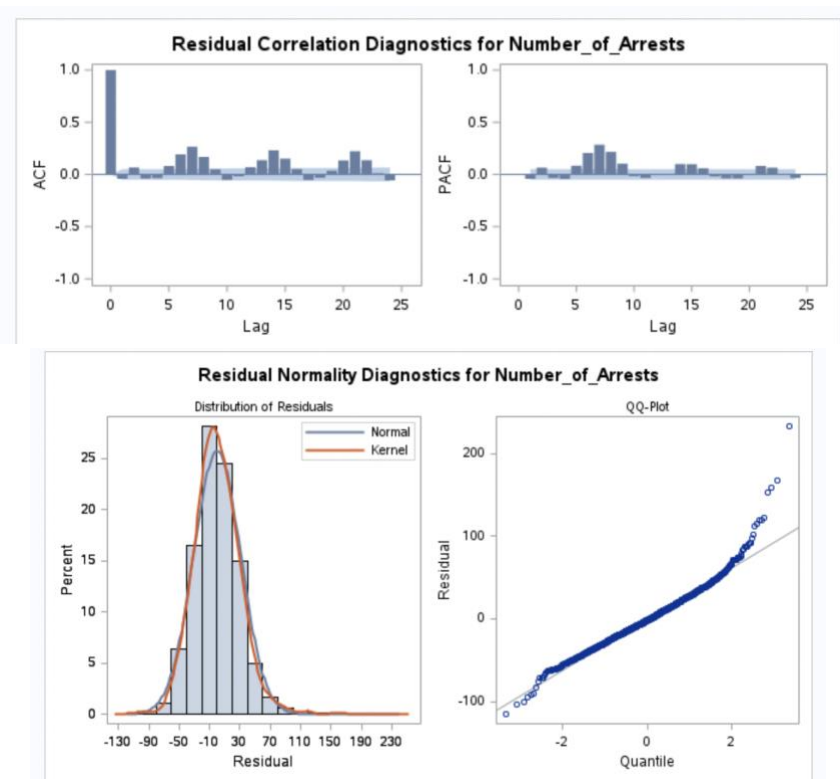 Residual Correlation Diagnostics for Number_of_Arrests
ACF
1.0
0.5
0.0
-0.5
-1.0
0 5 10 15 20 25
Lag
PACF
1.0
0.5
0.0
-0.5
-1.0
0 5 10 15 20 25
Lag
Residual Normality Diagnostics for Number_of_Arrests
Distribution of Residuals
Normal
Kernel
Percent
25
20
15
10
5
0
-130 -90 -50 -10 30 70 110 150 190 230
Residual
QQ-Plot
Residual
200
100
0
-100
-2 0 2
Quantile